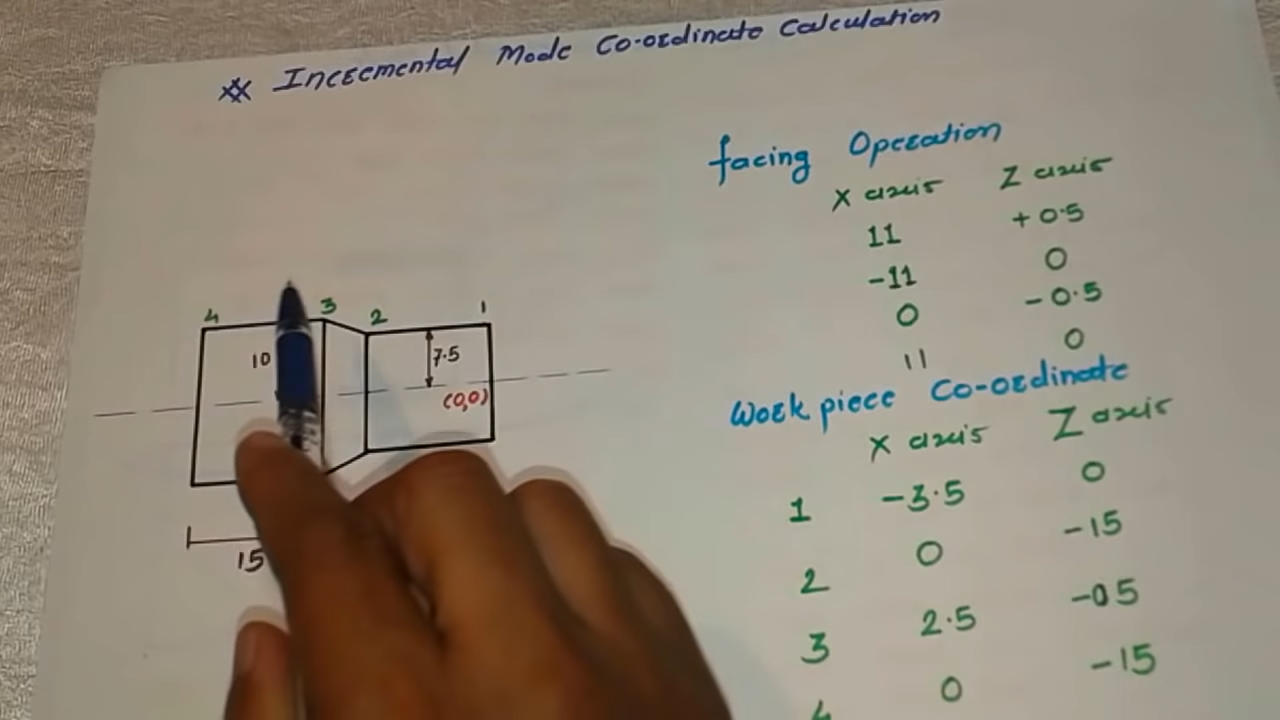 ** Incremental Mode Co-ordinate Calculation
facing Operation
X axis Z axis
11 +0.5
-11 0
0 -0.5
11 0
Work piece Co-ordinate
X axis Z axis
1 -3.5 0
2 0 -15
3 2.5 -05
4 0 -15
4 3 2 1
10 7.5
(0,0)
15